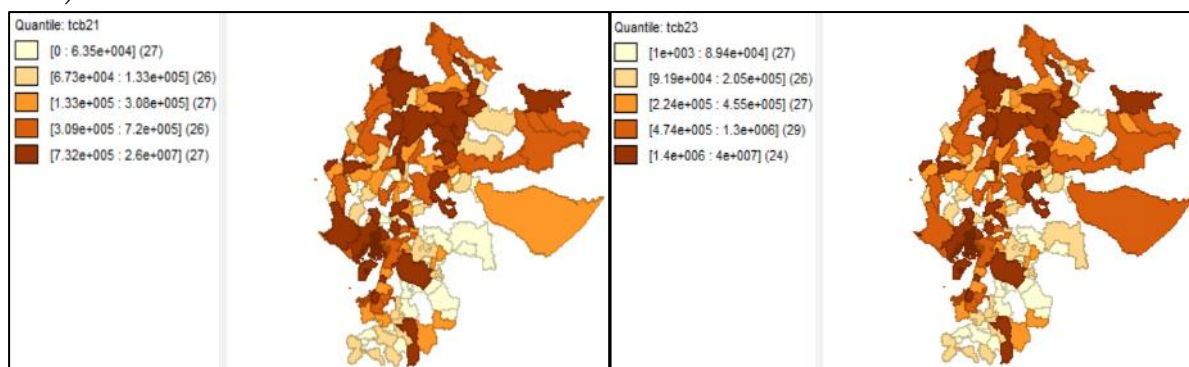 Quantile: tcb21
[0 : 6.35e+004] (27)
[6.73e+004 : 1.33e+005] (26)
[1.33e+005 : 3.08e+005] (27)
[3.09e+005 : 7.2e+005] (26)
[7.32e+005 : 2.6e+007] (27)
Quantile: tcb23
[1e+003 : 8.94e+004] (27)
[9.19e+004 : 2.05e+005] (26)
[2.24e+005 : 4.55e+005] (27)
[4.74e+005 : 1.3e+006] (29)
[1.4e+006 : 4e+007] (24)